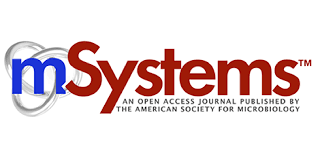 mSystems™
AN OPEN ACCESS JOURNAL PUBLISHED BY
THE AMERICAN SOCIETY FOR MICROBIOLOGY